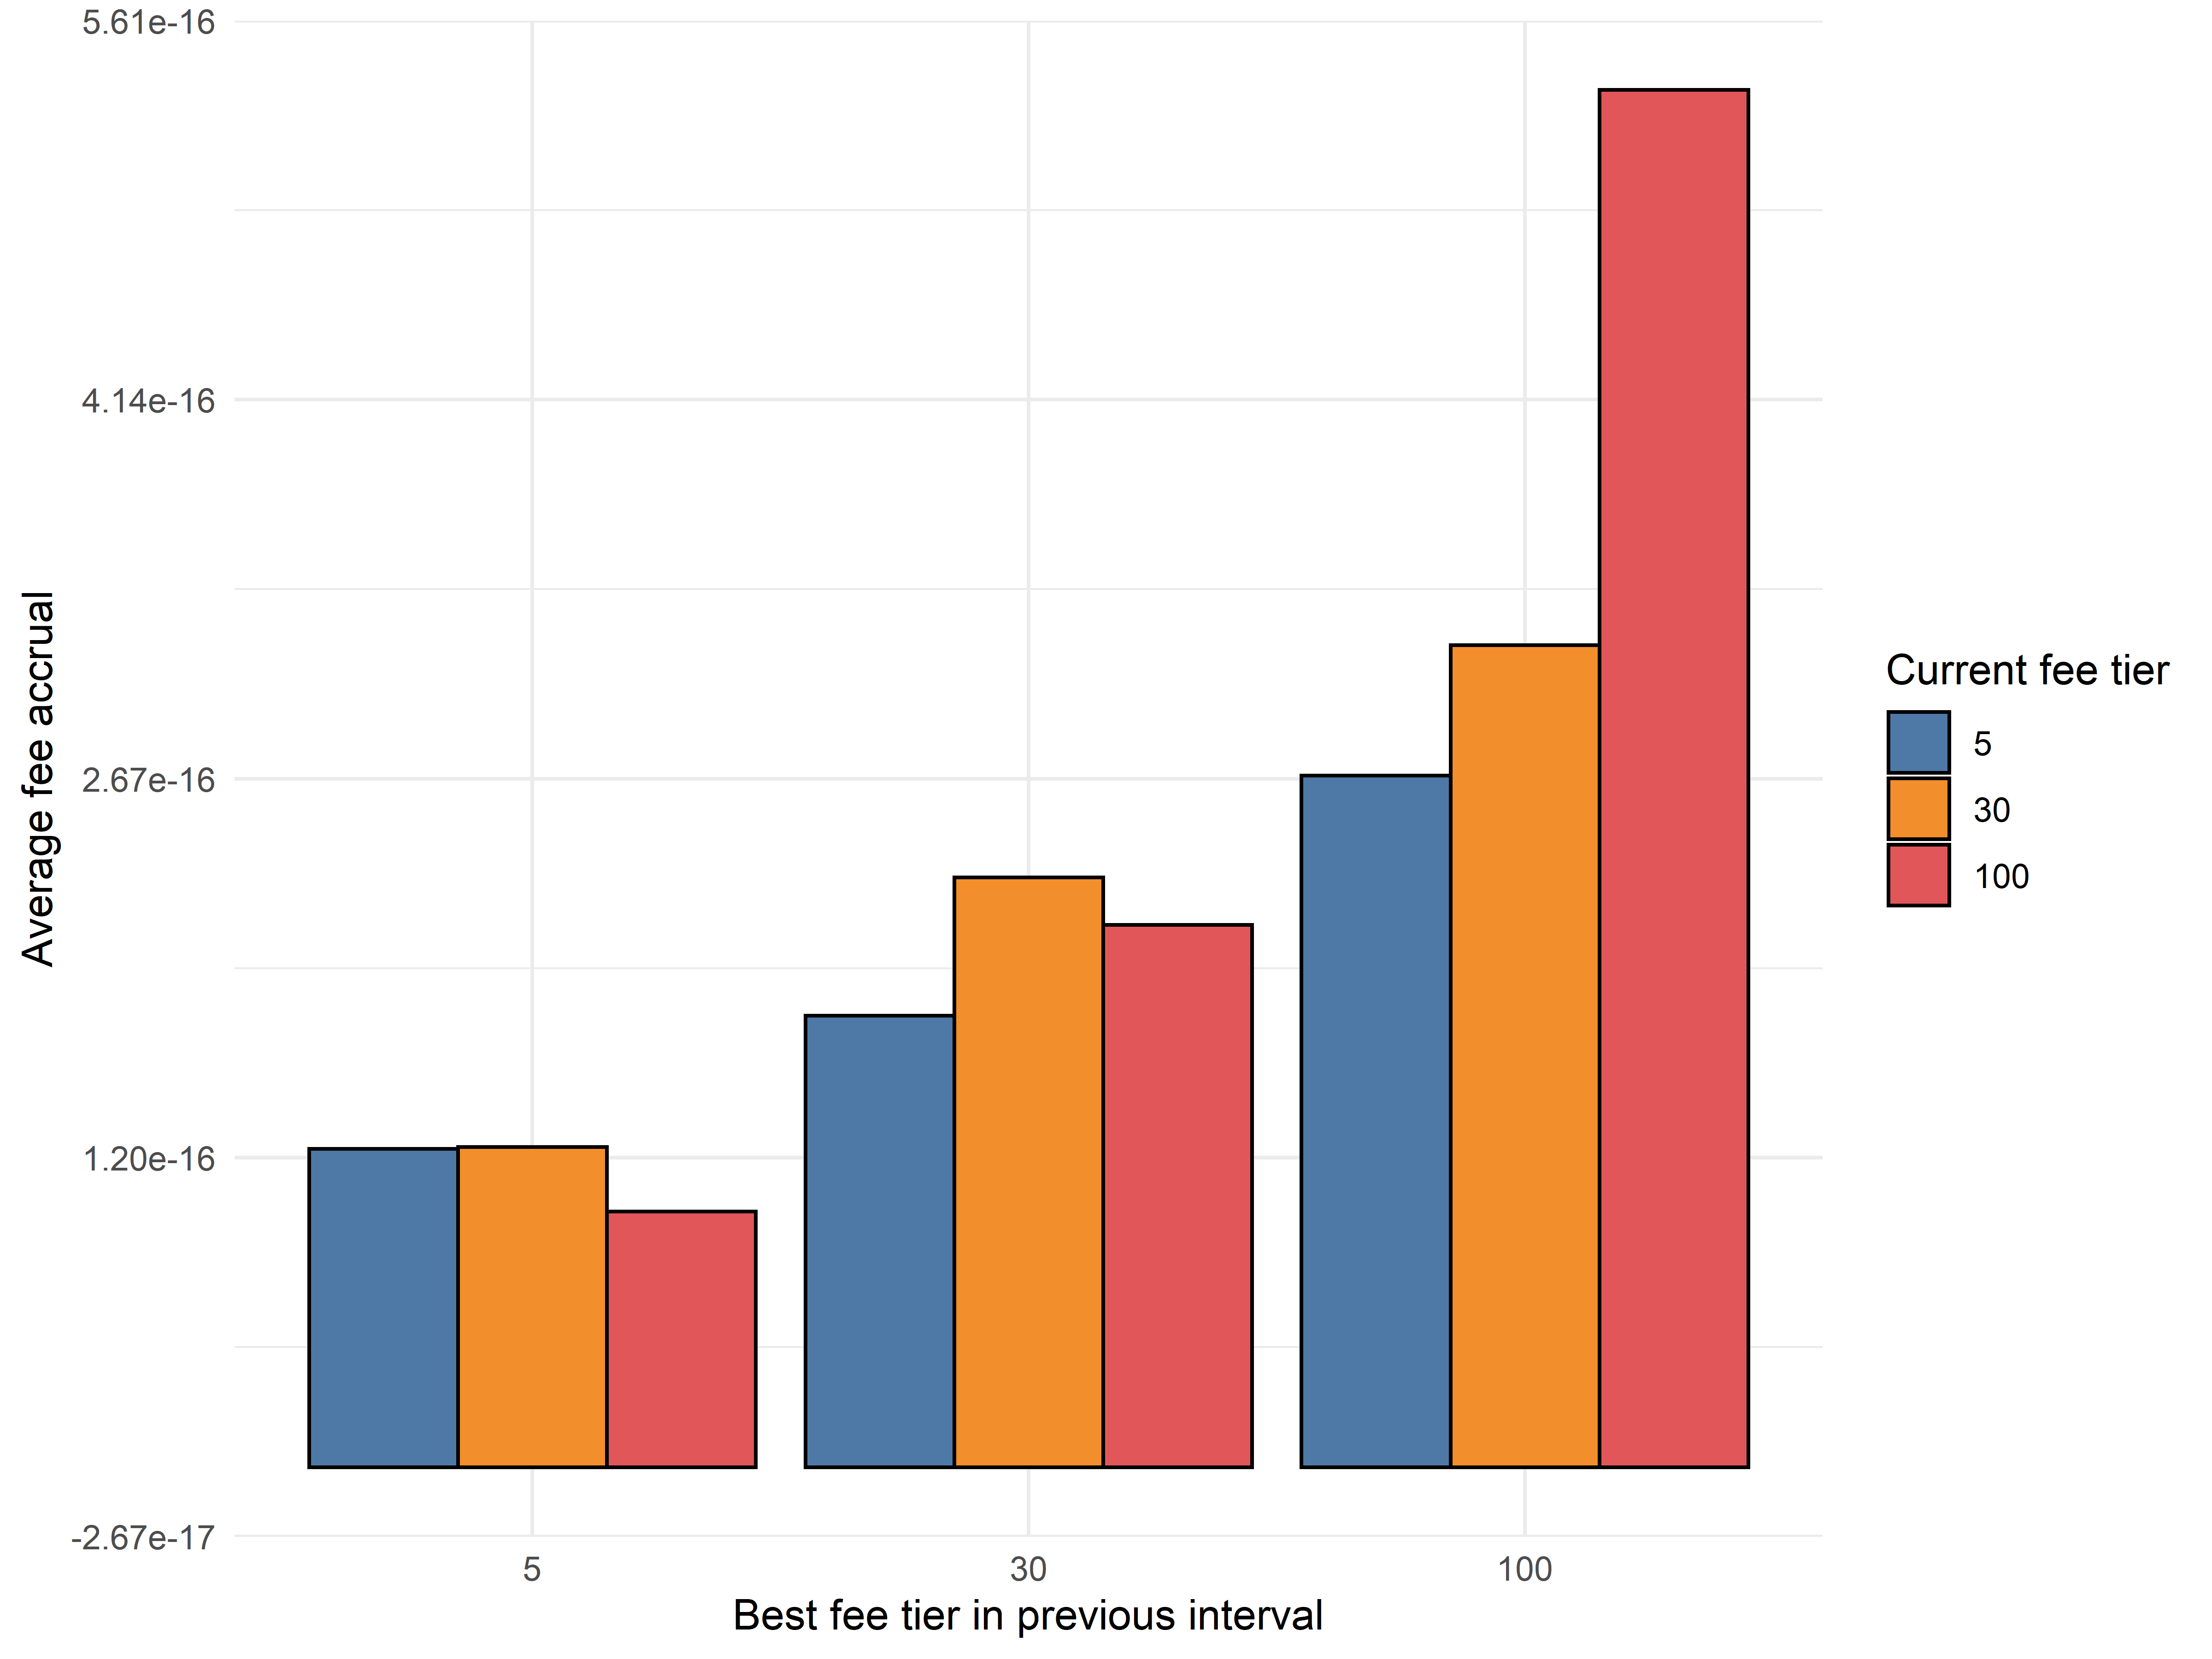 Average fee accrual
5.61e-16
4.14e-16
2.67e-16
1.20e-16
-2.67e-17
5
30
100
Best fee tier in previous interval
Current fee tier
5
30
100